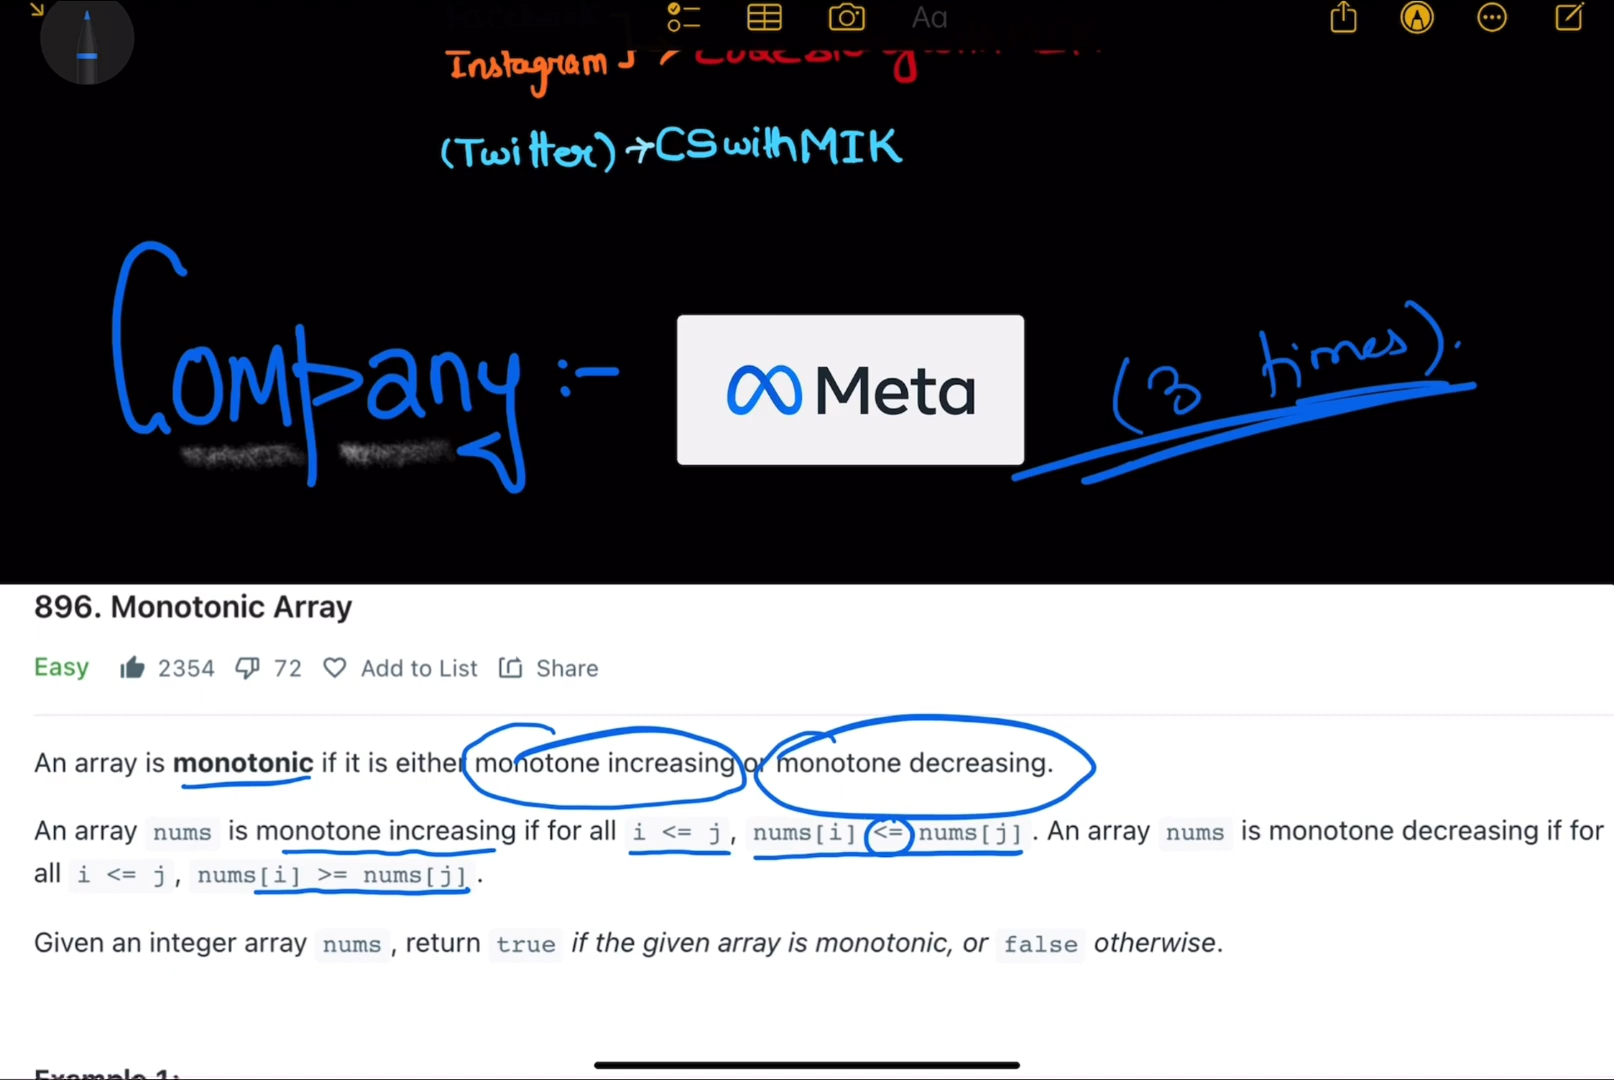 Aa
Instagram
(Twitter) → CSwithMIK
Company :- Meta (3 times).
896. Monotonic Array
Easy 2354 72 Add to List Share
An array is monotonic if it is either monotone increasing or monotone decreasing.
An array nums is monotone increasing if for all i <= j, nums[i] <= nums[j]. An array nums is monotone decreasing if for
all i <= j, nums[i] >= nums[j].
Given an integer array nums, return true if the given array is monotonic, or false otherwise.
Example 1: